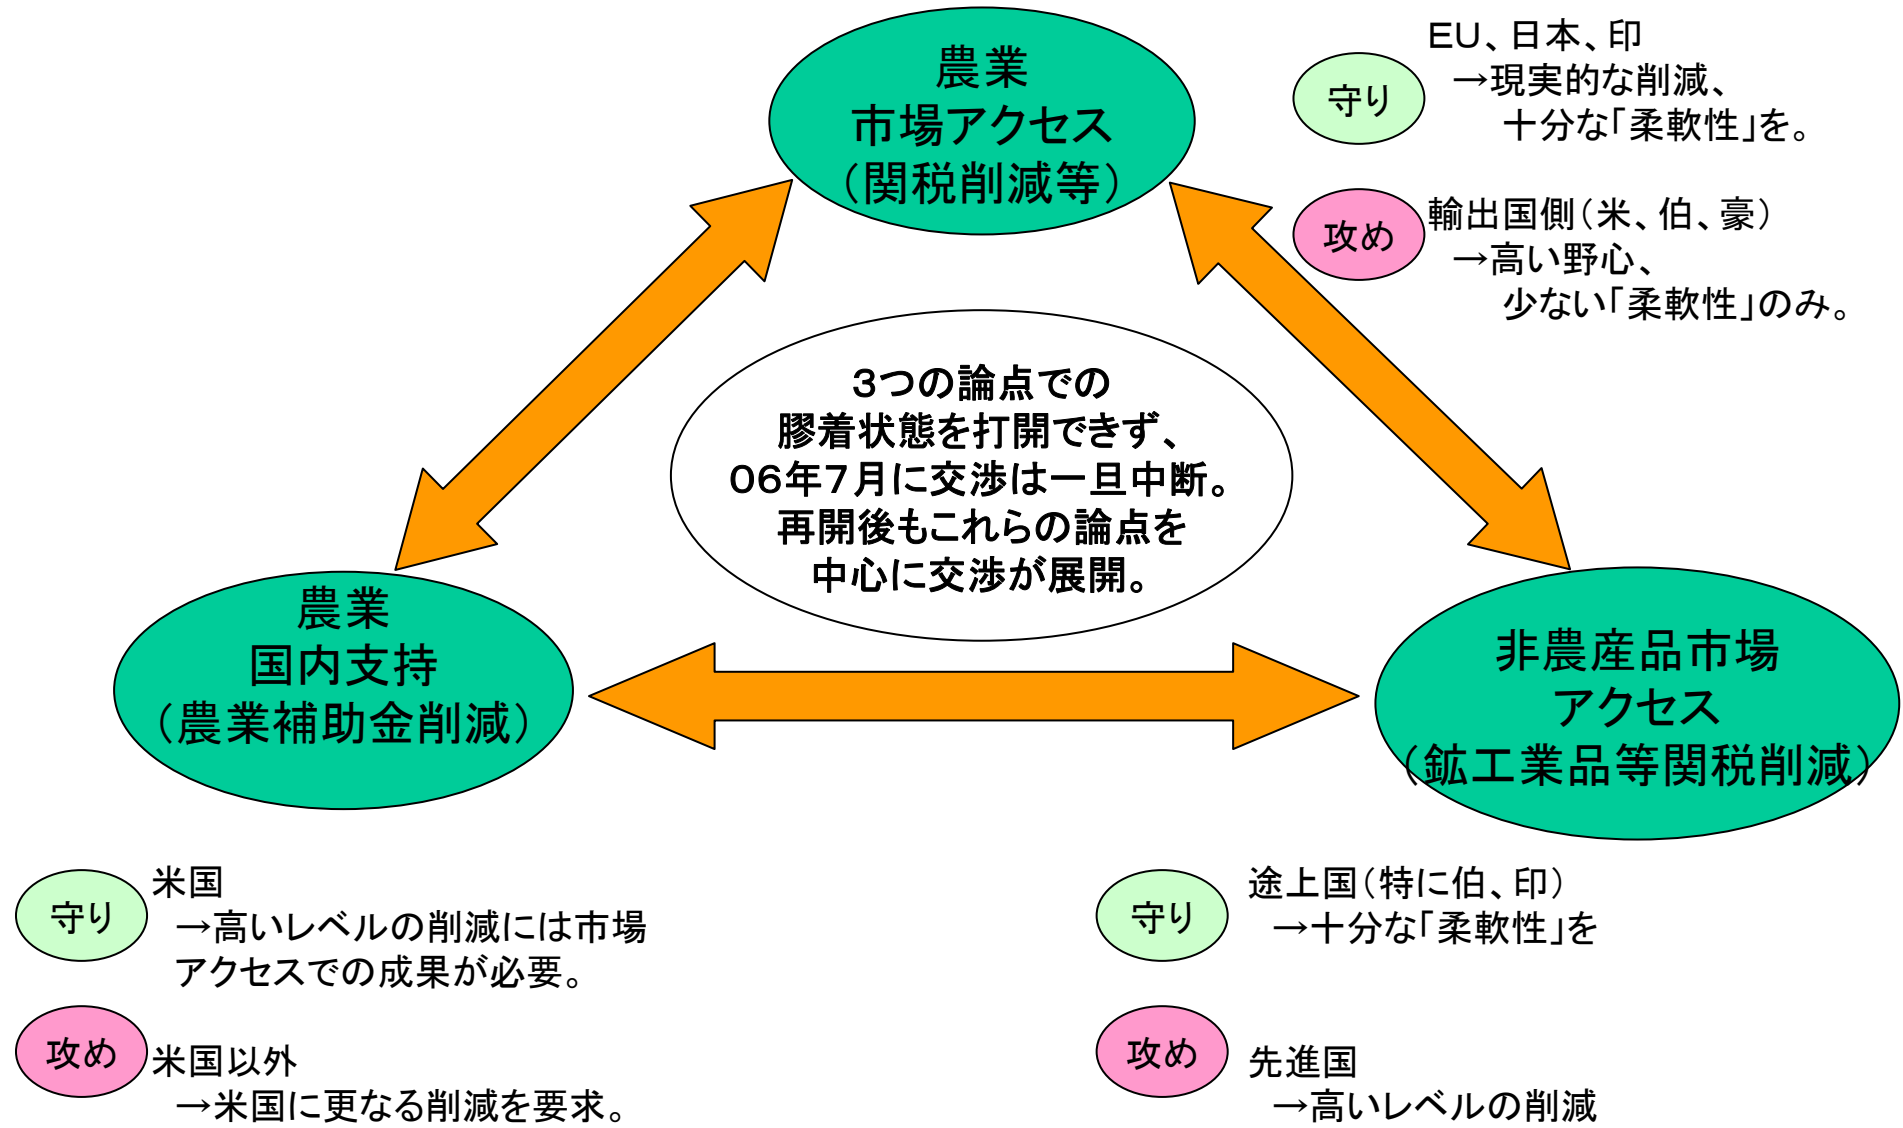 農業
市場アクセス
（関税削減等）
守り
ＥＵ、日本、印
→現実的な削減、
十分な「柔軟性」を。
攻め
輸出国側（米、伯、豪）
→高い野心、
少ない「柔軟性」のみ。
３つの論点での
膠着状態を打開できず、
０６年７月に交渉は一旦中断。
再開後もこれらの論点を
中心に交渉が展開。
農業
国内支持
（農業補助金削減）
非農産品市場
アクセス
（鉱工業品等関税削減）
守り
米国
→高いレベルの削減には市場
アクセスでの成果が必要。
攻め
米国以外
→米国に更なる削減を要求。
守り
途上国（特に伯、印）
→十分な「柔軟性」を
攻め
先進国
→高いレベルの削減